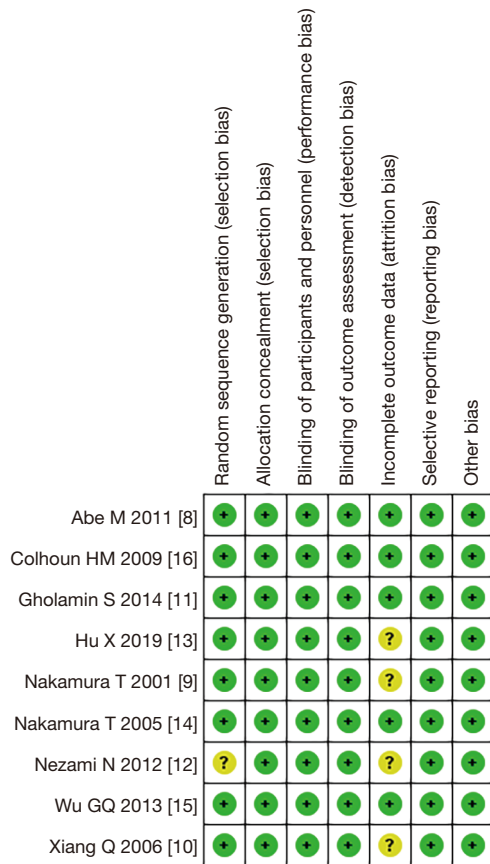 Random sequence generation (selection bias)
Allocation concealment (selection bias)
Blinding of participants and personnel (performance bias)
Blinding of outcome assessment (detection bias)
Incomplete outcome data (attrition bias)
Selective reporting (reporting bias)
Other bias
Abe M 2011 [8] + + + + + + +
Colhoun HM 2009 [16] + + + + + + +
Gholamin S 2014 [11] + + + + + + +
Hu X 2019 [13] + + + + ? + +
Nakamura T 2001 [9] + + + + ? + +
Nakamura T 2005 [14] + + + + + + +
Nezami N 2012 [12] ? + + + ? + +
Wu GQ 2013 [15] + + + + + + +
Xiang Q 2006 [10] + + + + ? + +